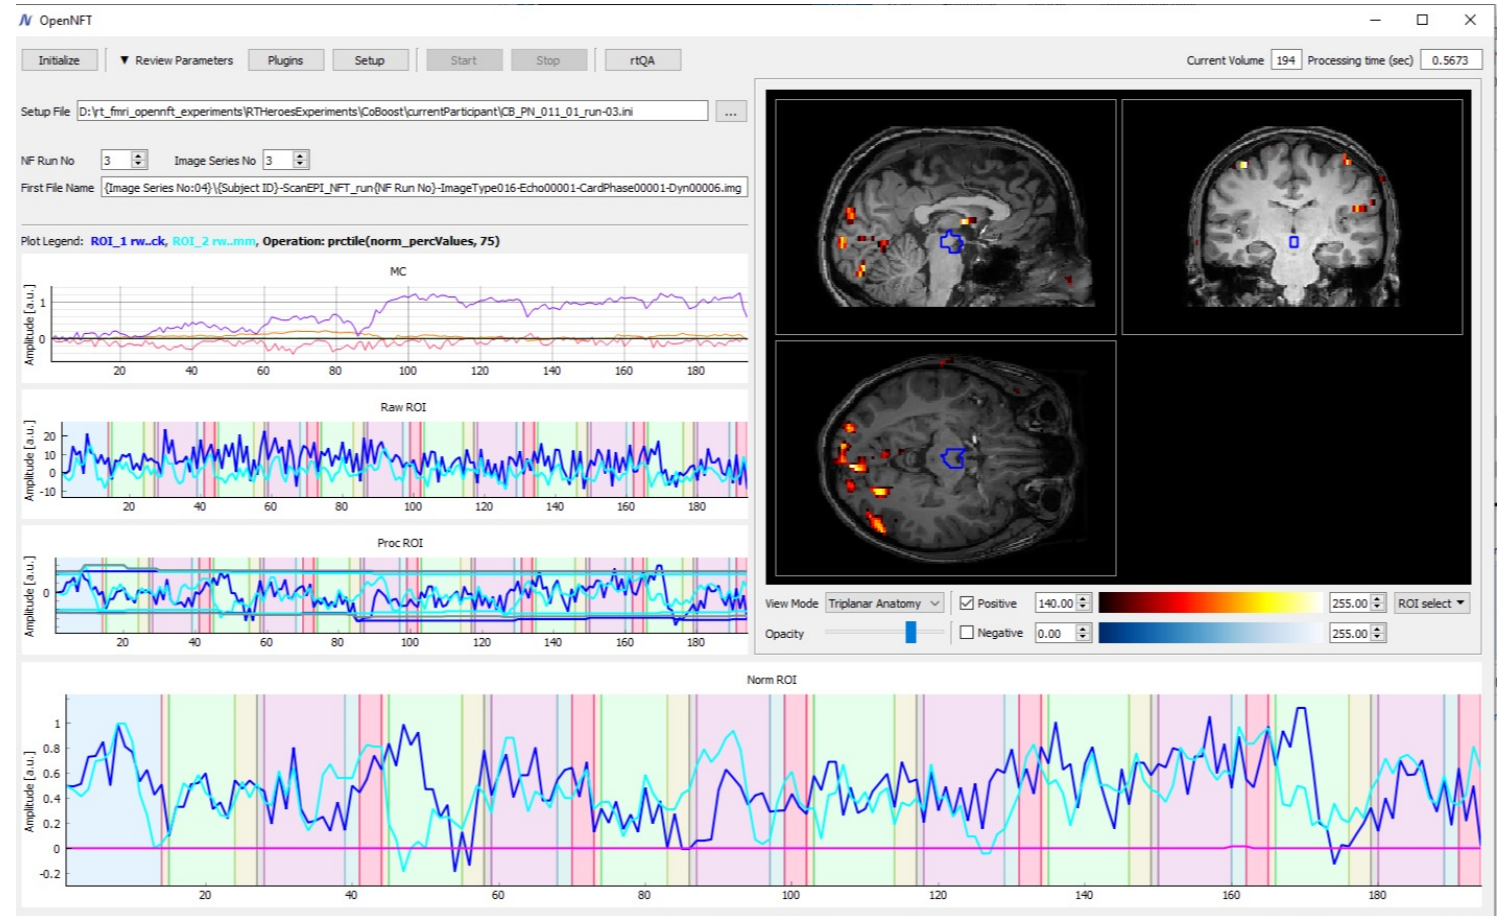 OpenNFT
Initialize ▼ Review Parameters Plugins Setup Start Stop rtQA Current Volume 194 Processing time (sec) 0.5673
Setup File D:\rt_fmri_opennft_experiments\RTHeroesExperiments\CoBoost\currentParticipant\CB_PN_011_01_run-03.ini ...
NF Run No 3 Image Series No 3
First File Name {Image Series No:04}\{Subject ID}-ScanEPI_NFT_run{NF Run No}-ImageType016-Echo00001-CardPhase00001-Dyn00006.img
Plot Legend: ROI_1 rw..ck, ROI_2 rw..mm, Operation: prctile(norm_percValues, 75)
MC
Amplitude [a.u.]
1
0
20 40 60 80 100 120 140 160 180
Raw ROI
Amplitude [a.u.]
20
10
0
-10
20 40 60 80 100 120 140 160 180
Proc ROI
Amplitude [a.u.]
0
20 40 60 80 100 120 140 160 180
View Mode Triplanar Anatomy Positive 140.00 255.00 ROI select
Opacity Negative 0.00 255.00
Norm ROI
Amplitude [a.u.]
1
0.8
0.6
0.4
0.2
0
-0.2
20 40 60 80 100 120 140 160 180